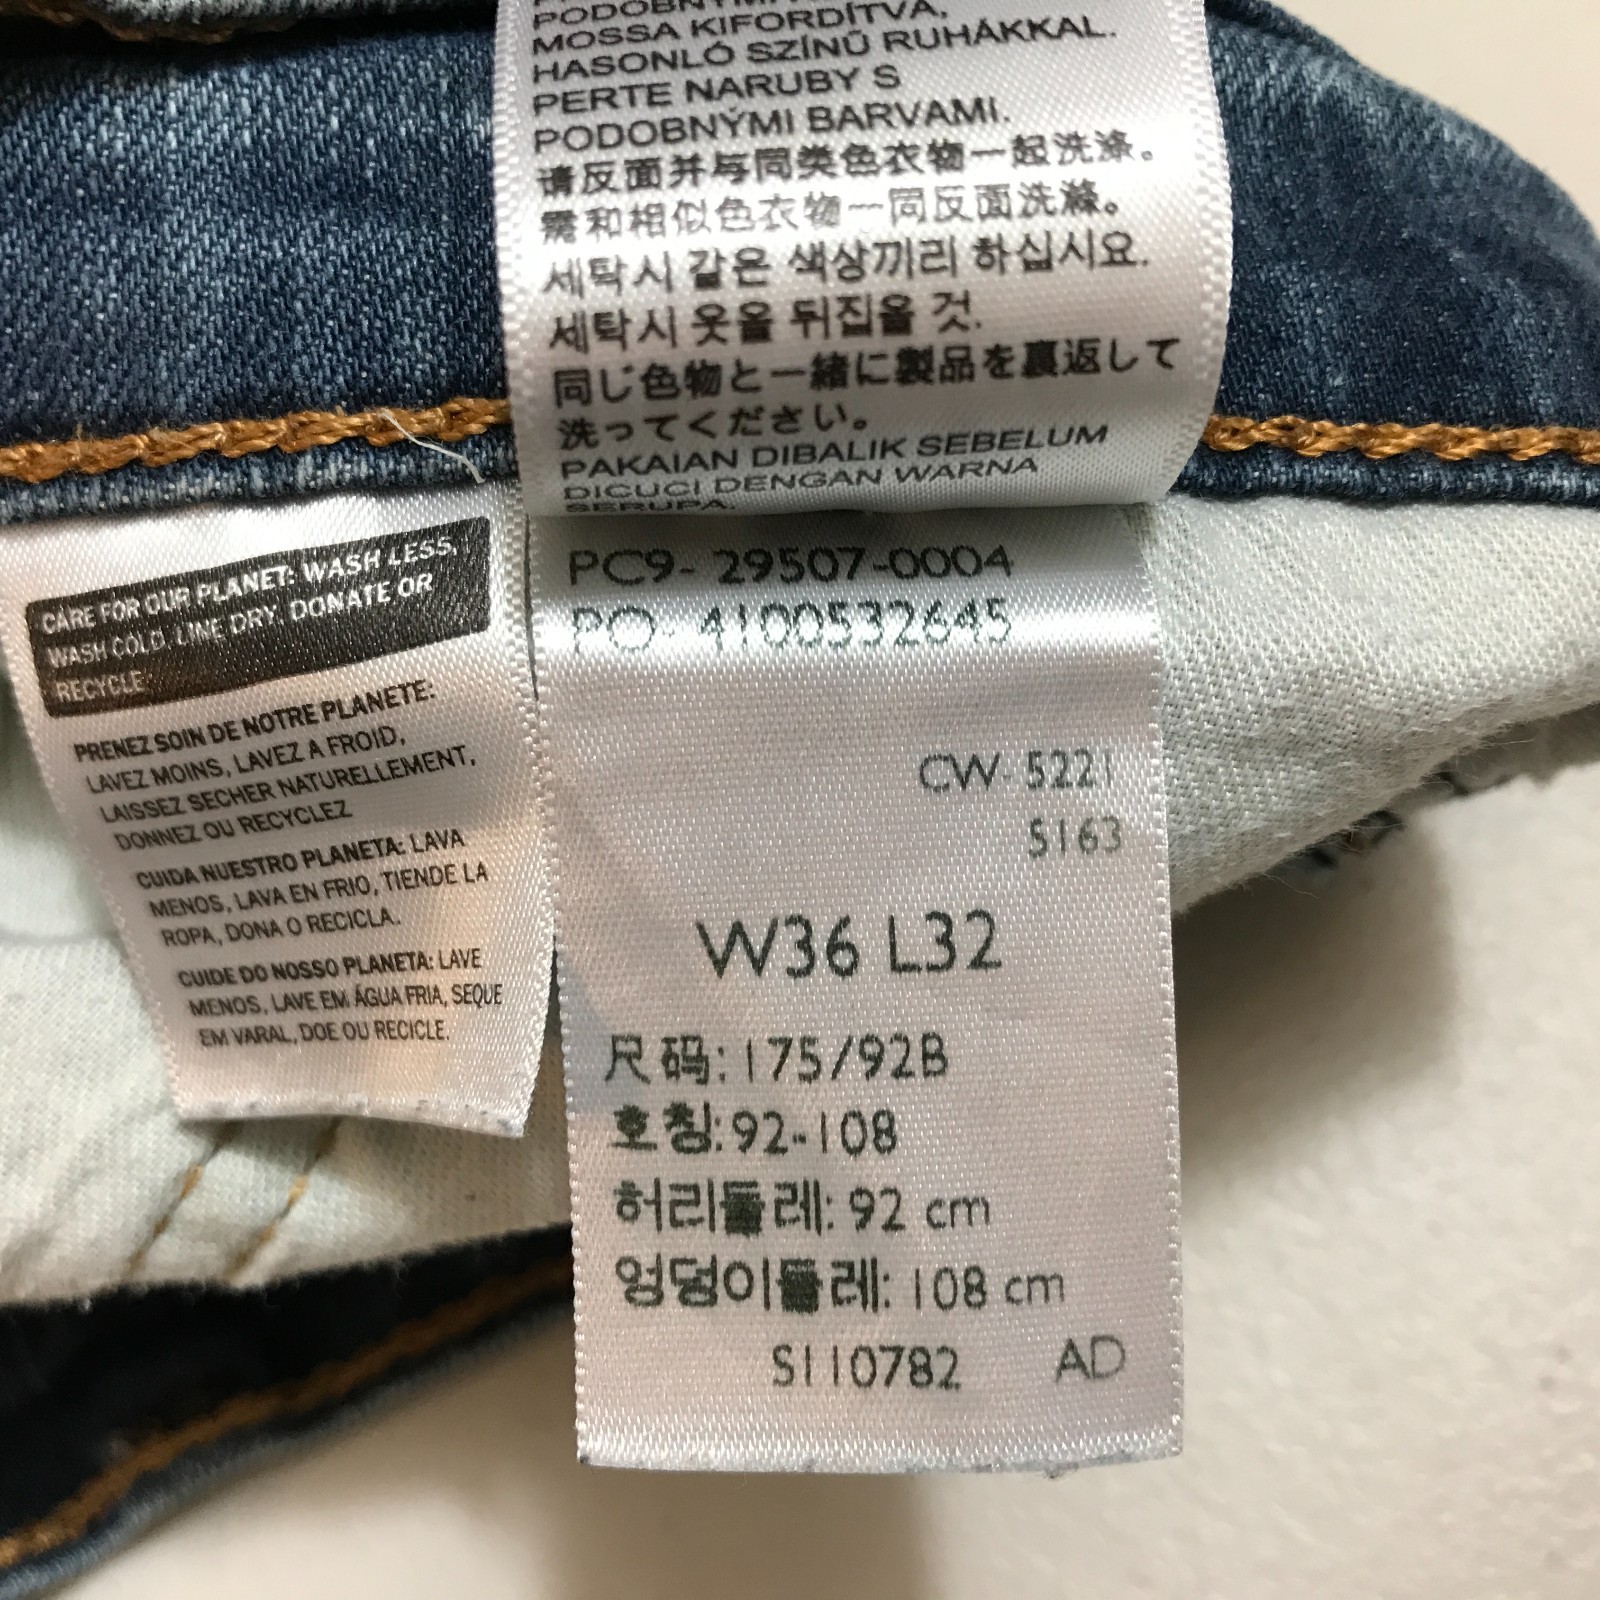 PODOBNÝMI
MOSSA KIFORDÍTVA,
HASONLÓ SZÍNŰ RUHÁKKAL.
PERTE NARUBY S
PODOBNÝMI BARVAMI.
请反面并与同类色衣物一起洗涤。
需和相似色衣物一同反面洗滌。
세탁시 같은 색상끼리 하십시요.
세탁시 옷을 뒤집을 것.
同じ色物と一緒に製品を裏返して
洗ってください。
PAKAIAN DIBALIK SEBELUM
DICUCI DENGAN WARNA
SERUPA.
CARE FOR OUR PLANET: WASH LESS,
WASH COLD, LINE DRY, DONATE OR
RECYCLE
PRENEZ SOIN DE NOTRE PLANETE:
LAVEZ MOINS, LAVEZ A FROID,
LAISSEZ SECHER NATURELLEMENT,
DONNEZ OU RECYCLEZ
CUIDA NUESTRO PLANETA: LAVA
MENOS, LAVA EN FRIO, TIENDE LA
ROPA, DONA O RECICLA.
CUIDE DO NOSSO PLANETA: LAVE
MENOS, LAVE EM ÁGUA FRIA, SEQUE
EM VARAL, DOE OU RECICLE.
PC9- 29507-0004
PO- 4100532645
CW- 5221
S163
W36 L32
尺码: 175/92B
호칭: 92-108
허리둘레: 92 cm
엉덩이둘레: 108 cm
S110782 AD